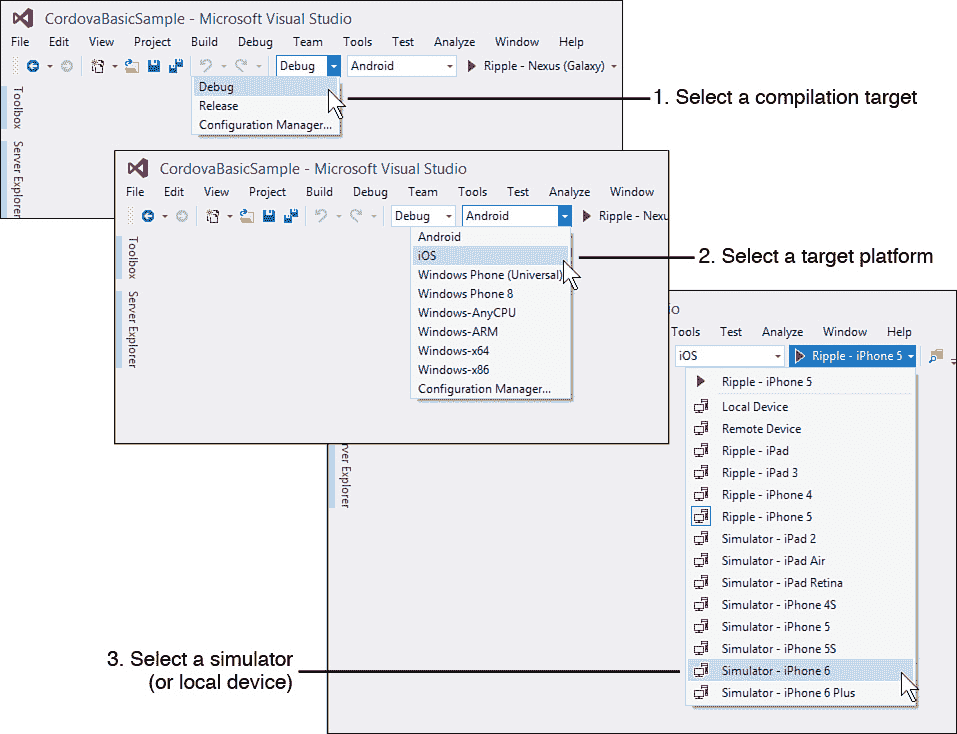 CordovaBasicSample - Microsoft Visual Studio
File Edit View Project Build Debug Team Tools Test Analyze Window Help
Debug Android Ripple - Nexus (Galaxy)
Debug
Release
Configuration Manager...
Toolbox
Server Explorer
1. Select a compilation target
CordovaBasicSample - Microsoft Visual Studio
File Edit View Project Build Debug Team Tools Test Analyze Window
Debug Android Ripple - Nexu
Android
iOS
Windows Phone (Universal)
Windows Phone 8
Windows-AnyCPU
Windows-ARM
Windows-x64
Windows-x86
Configuration Manager...
Toolbox
Server Explorer
2. Select a target platform
io
Tools Test Analyze Window Help
iOS Ripple - iPhone 5
Ripple - iPhone 5
Local Device
Remote Device
Ripple - iPad
Ripple - iPad 3
Ripple - iPhone 4
Ripple - iPhone 5
Simulator - iPad 2
Simulator - iPad Air
Simulator - iPad Retina
Simulator - iPhone 4S
Simulator - iPhone 5
Simulator - iPhone 5S
Simulator - iPhone 6
Simulator - iPhone 6 Plus
erver Explorer
3. Select a simulator
(or local device)